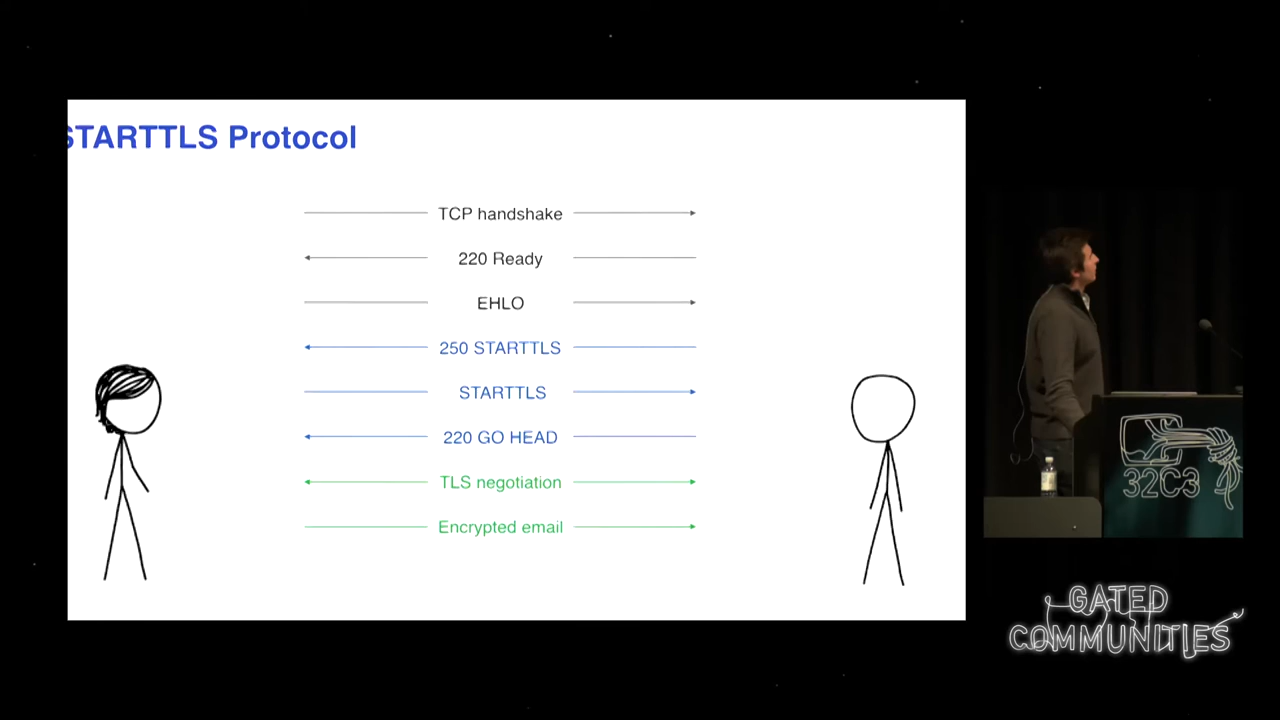 STARTTLS Protocol
TCP handshake
220 Ready
EHLO
250 STARTTLS
STARTTLS
220 GO HEAD
TLS negotiation
Encrypted email
32C3
GATED
COMMUNITIES